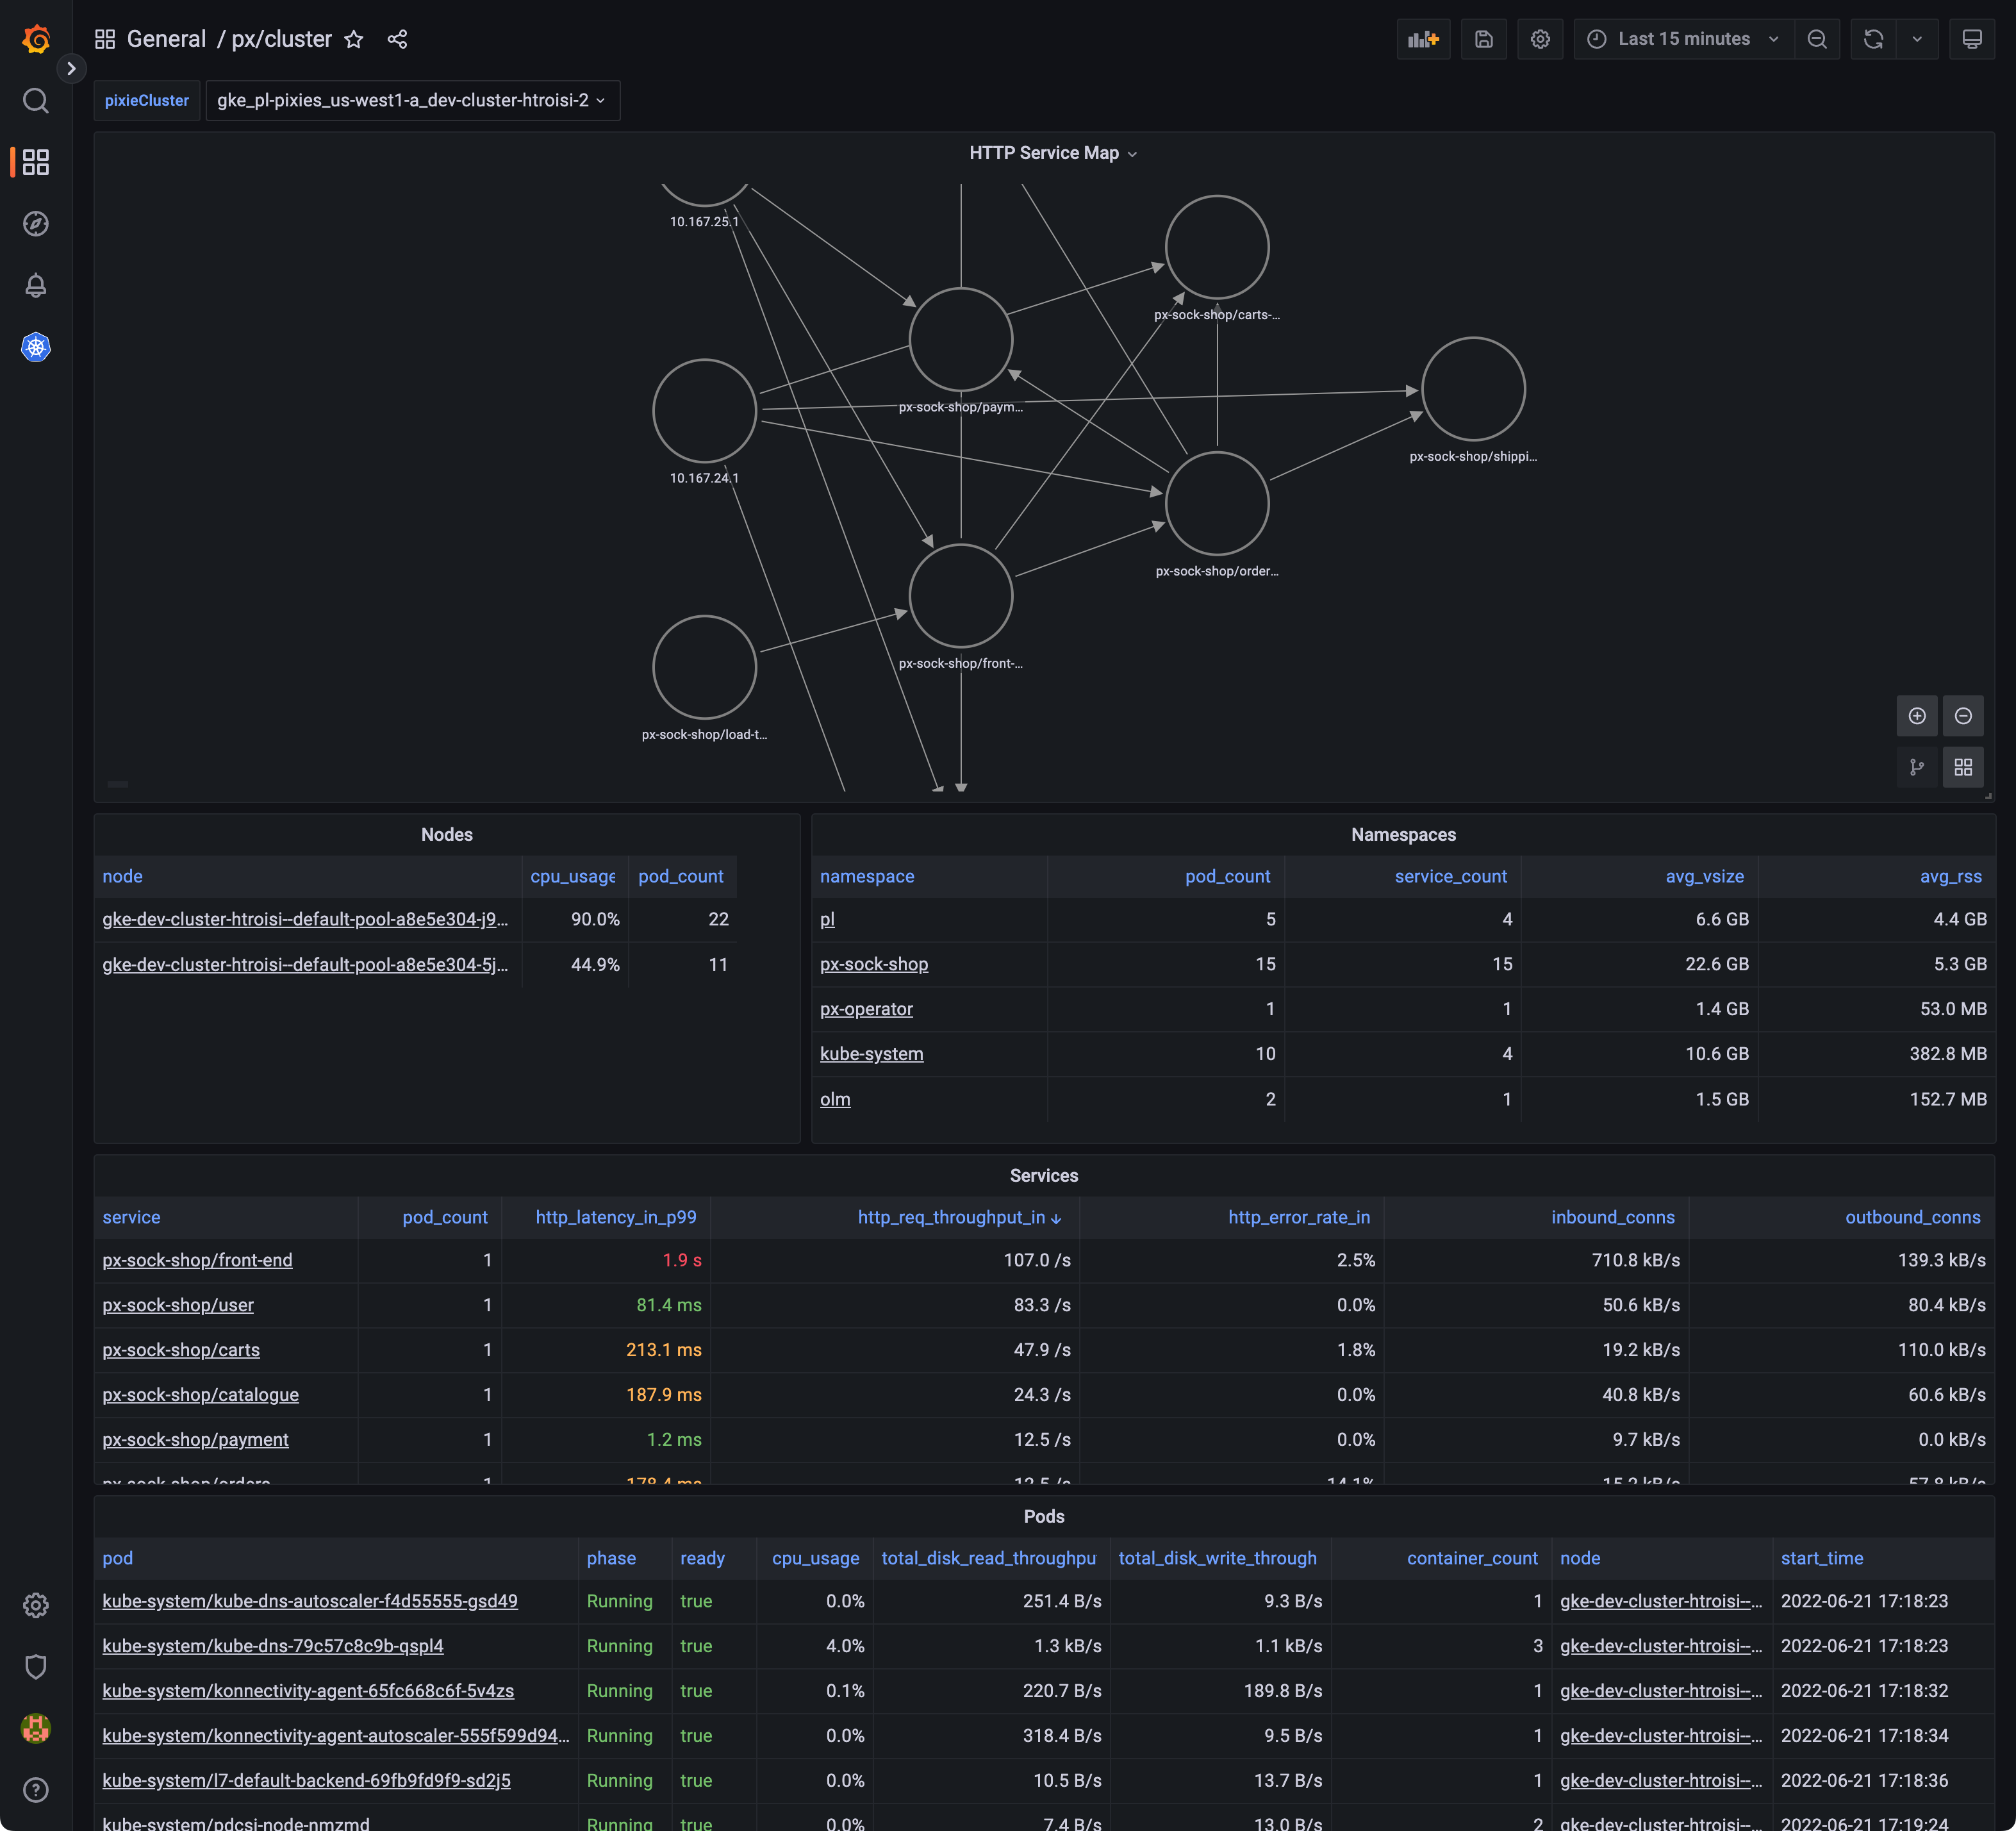 General / px/cluster
Last 15 minutes
pixieCluster gke_pl-pixies_us-west1-a_dev-cluster-htroisi-2
HTTP Service Map
10.167.25.1
px-sock-shop/carts-...
px-sock-shop/paym...
px-sock-shop/shippi...
10.167.24.1
px-sock-shop/order...
px-sock-shop/front-...
px-sock-shop/load-t...
Nodes
node cpu_usage pod_count
gke-dev-cluster-htroisi--default-pool-a8e5e304-j9... 90.0% 22
gke-dev-cluster-htroisi--default-pool-a8e5e304-5j... 44.9% 11
Namespaces
namespace pod_count service_count avg_vsize avg_rss
pl 5 4 6.6 GB 4.4 GB
px-sock-shop 15 15 22.6 GB 5.3 GB
px-operator 1 1 1.4 GB 53.0 MB
kube-system 10 4 10.6 GB 382.8 MB
olm 2 1 1.5 GB 152.7 MB
Services
service pod_count http_latency_in_p99 http_req_throughput_in http_error_rate_in inbound_conns outbound_conns
px-sock-shop/front-end 1 1.9 s 107.0 /s 2.5% 710.8 kB/s 139.3 kB/s
px-sock-shop/user 1 81.4 ms 83.3 /s 0.0% 50.6 kB/s 80.4 kB/s
px-sock-shop/carts 1 213.1 ms 47.9 /s 1.8% 19.2 kB/s 110.0 kB/s
px-sock-shop/catalogue 1 187.9 ms 24.3 /s 0.0% 40.8 kB/s 60.6 kB/s
px-sock-shop/payment 1 1.2 ms 12.5 /s 0.0% 9.7 kB/s 0.0 kB/s
px-sock-shop/orders 1 178.4 ms 12.5 /s 14.1% 15.2 kB/s 57.8 kB/s
Pods
pod phase ready cpu_usage total_disk_read_throughpu total_disk_write_through container_count node start_time
kube-system/kube-dns-autoscaler-f4d55555-gsd49 Running true 0.0% 251.4 B/s 9.3 B/s 1 gke-dev-cluster-htroisi--... 2022-06-21 17:18:23
kube-system/kube-dns-79c57c8c9b-qspl4 Running true 4.0% 1.3 kB/s 1.1 kB/s 3 gke-dev-cluster-htroisi--... 2022-06-21 17:18:23
kube-system/konnectivity-agent-65fc668c6f-5v4zs Running true 0.1% 220.7 B/s 189.8 B/s 1 gke-dev-cluster-htroisi--... 2022-06-21 17:18:32
kube-system/konnectivity-agent-autoscaler-555f599d94... Running true 0.0% 318.4 B/s 9.5 B/s 1 gke-dev-cluster-htroisi--... 2022-06-21 17:18:34
kube-system/l7-default-backend-69fb9fd9f9-sd2j5 Running true 0.0% 10.5 B/s 13.7 B/s 1 gke-dev-cluster-htroisi--... 2022-06-21 17:18:36
kube-system/pdcsi-node-nmzmd Running true 0.0% 7.4 B/s 13.0 B/s 2 gke-dev-cluster-htroisi--... 2022-06-21 17:19:24